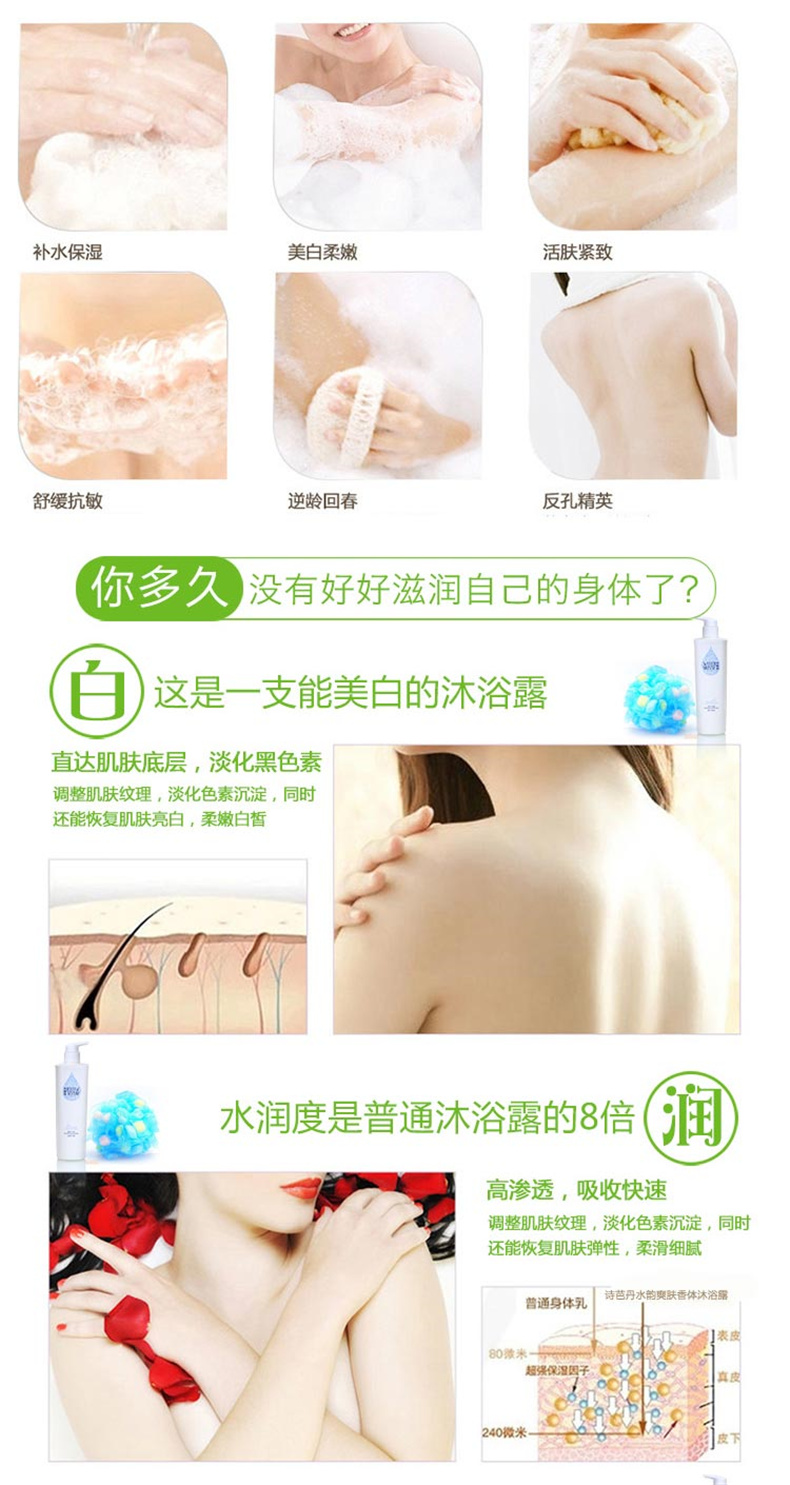 补水保湿
美白柔嫩
活肤紧致
舒缓抗敏
逆龄回春
反孔精英
你多久没有好好滋润自己的身体了?
白
这是一支能美白的沐浴露
直达肌肤底层，淡化黑色素
调整肌肤纹理，淡化色素沉淀，同时
还能恢复肌肤亮白，柔嫩白皙
水润度是普通沐浴露的8倍
润
高渗透，吸收快速
调整肌肤纹理，淡化色素沉淀，同时
还能恢复肌肤弹性，柔滑细腻
普通身体乳
诗芭丹水韵爽肤香体沐浴露
80微米
超强保湿因子
240微米
表皮
真皮
皮下